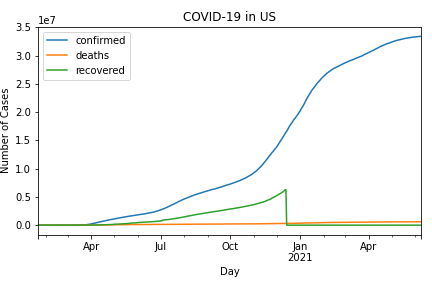 COVID-19 in US
1e7
confirmed
deaths
recovered
Number of Cases
3.5
3.0
2.5
2.0
1.5
1.0
0.5
0.0
Apr
Jul
Oct
Jan
2021
Apr
Day